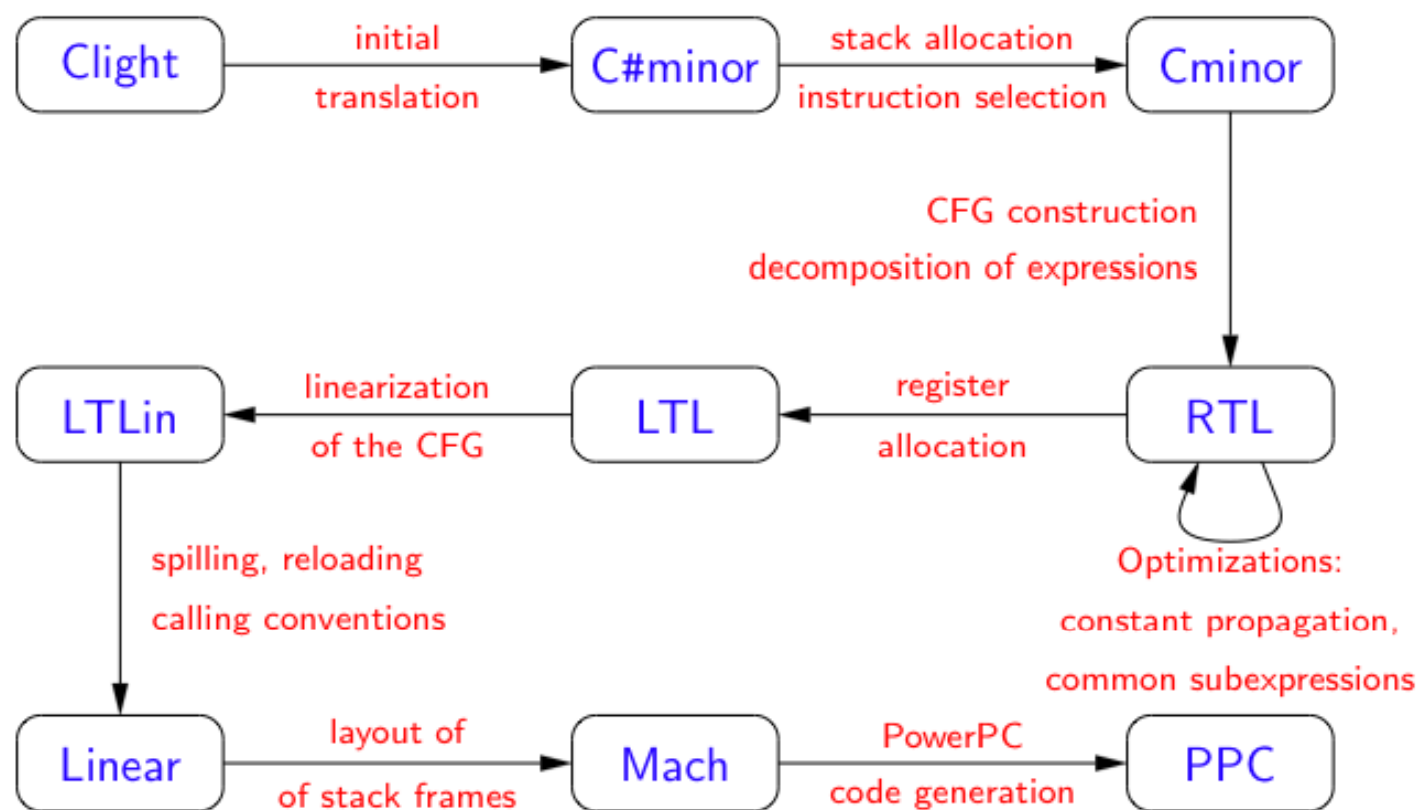 Clight
initial
translation
C#minor
stack allocation
instruction selection
Cminor
CFG construction
decomposition of expressions
LTLin
linearization
of the CFG
LTL
register
allocation
RTL
spilling, reloading
calling conventions
Optimizations:
constant propagation,
common subexpressions
Linear
layout of
of stack frames
Mach
PowerPC
code generation
PPC